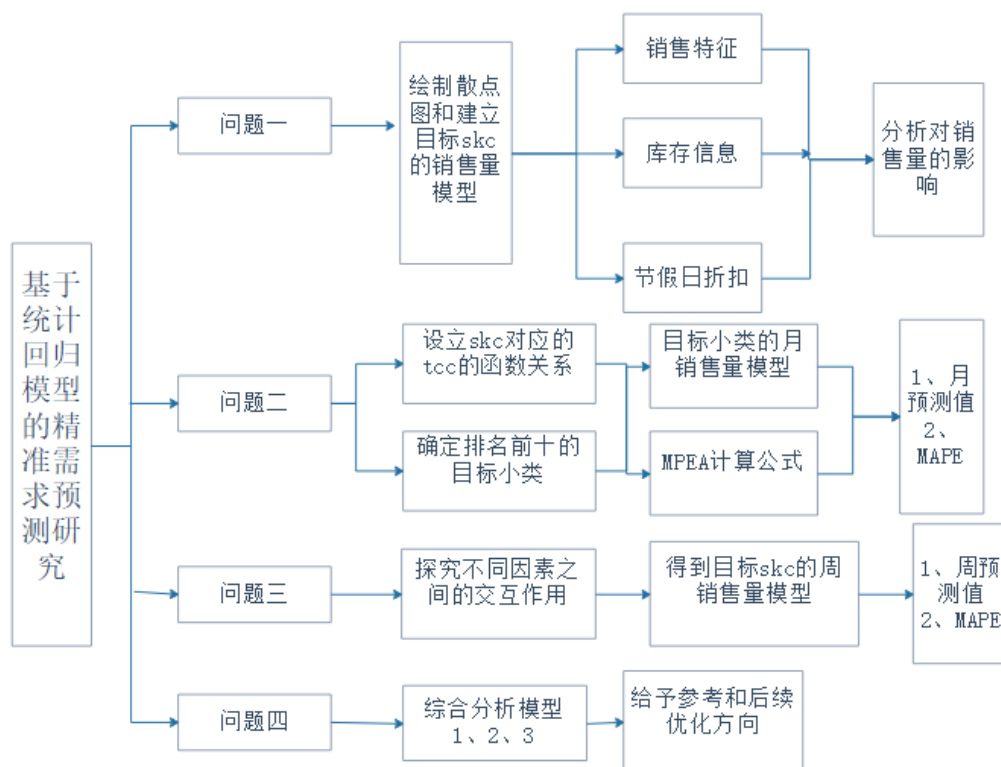 基于
统计
回归
模型
的精
准需
求预
测研
究
问题一
绘制散点
图和建立
目标skc
的销售量
模型
销售特征
库存信息
节假日折扣
分析对销
售量的影
响
问题二
设立skc对应的
tcc的函数关系
确定排名前十的
目标小类
目标小类的月
销售量模型
MPEA计算公式
1、月
预测值
2、
MAPE
问题三
探究不同因素之
间的交互作用
得到目标skc的周
销售量模型
1、周预
测值
2、MAPE
问题四
综合分析模型
1、2、3
给予参考和后续
优化方向